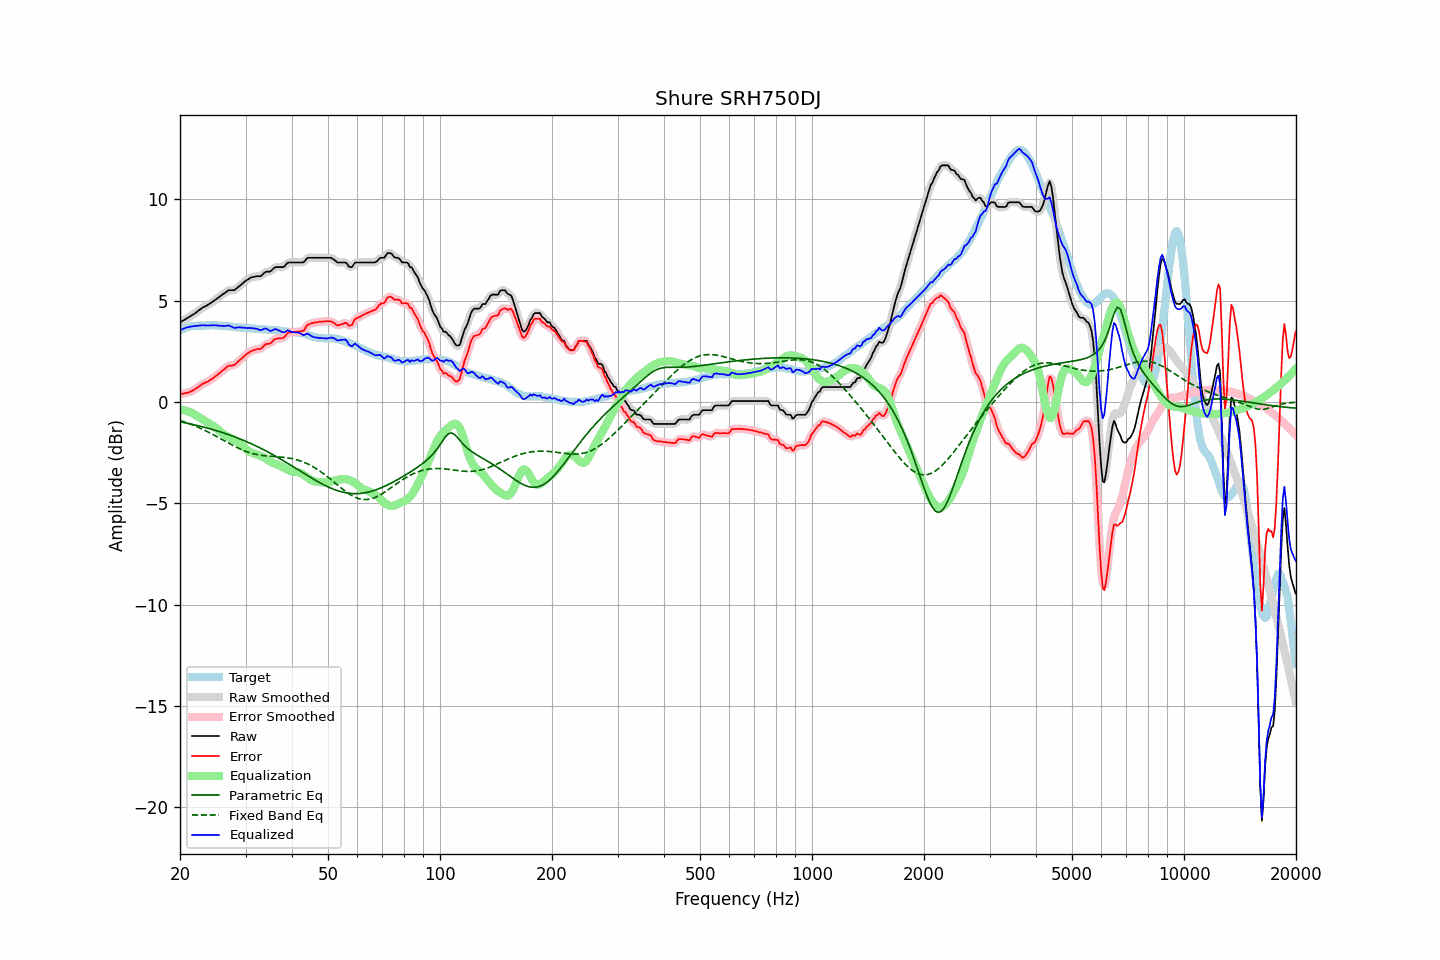 Shure SRH750DJ
Amplitude (dBr)
10
5
0
−5
−10
−15
−20
Target
Raw Smoothed
Error Smoothed
Raw
Error
Equalization
Parametric Eq
Fixed Band Eq
Equalized
20 50 100 200 500 1000 2000 5000 10000 20000
Frequency (Hz)